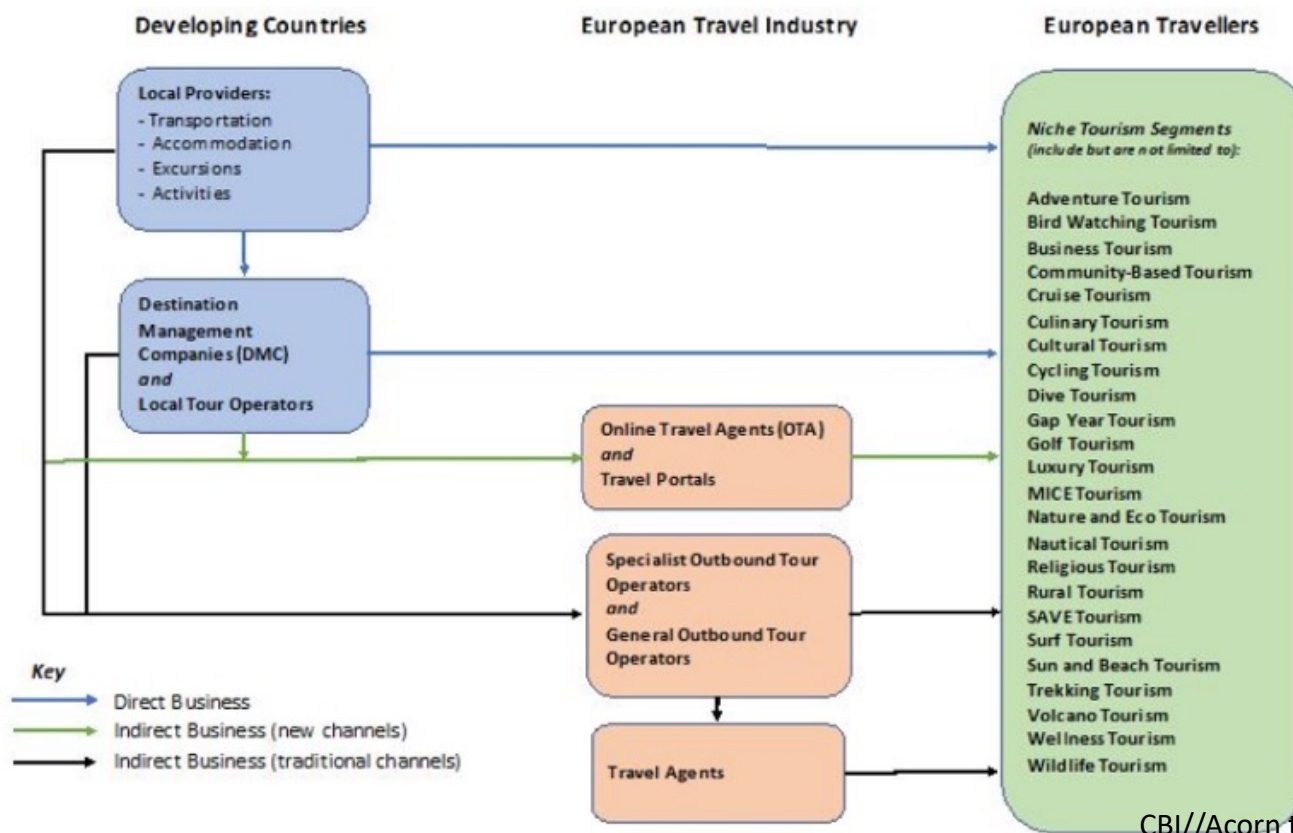 Developing Countries
European Travel Industry
European Travellers
Local Providers:
- Transportation
- Accommodation
- Excursions
- Activities
Destination
Management
Companies (DMC)
and
Local Tour Operators
Online Travel Agents (OTA)
and
Travel Portals
Specialist Outbound Tour
Operators
and
General Outbound Tour
Operators
Travel Agents
Niche Tourism Segments
(include but are not limited to):
Adventure Tourism
Bird Watching Tourism
Business Tourism
Community-Based Tourism
Cruise Tourism
Culinary Tourism
Cultural Tourism
Cycling Tourism
Dive Tourism
Gap Year Tourism
Golf Tourism
Luxury Tourism
MICE Tourism
Nature and Eco Tourism
Nautical Tourism
Religious Tourism
Rural Tourism
SAVE Tourism
Surf Tourism
Sun and Beach Tourism
Trekking Tourism
Volcano Tourism
Wellness Tourism
Wildlife Tourism
Key
Direct Business
Indirect Business (new channels)
Indirect Business (traditional channels)
CBI//Acorn